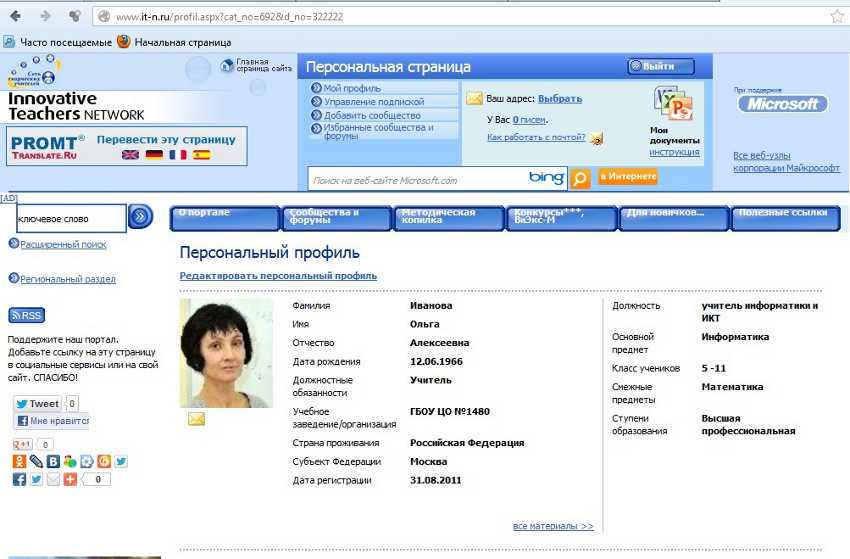 www.it-n.ru/profil.aspx?cat_no=692&d_no=322222
Часто посещаемые Начальная страница
Сеть творческих учителей
Innovative
Teachers NETWORK
Главная
страница сайта
PROMT® Перевести эту страницу
TRANSLATE.RU
Персональная страница
Выйти
Мой профиль
Управление подпиской
Добавить сообщество
Избранные сообщества и
форумы
Ваш адрес: Выбрать
У Вас 0 писем.
Как работать с почтой?
Мои
документы
инструкция
Поиск на веб-сайте Microsoft.com bing в Интернете
При поддержке
Microsoft
Все веб-узлы
корпорации Майкрософт
[AD]
ключевое слово
Расширенный поиск
Региональный раздел
RSS
Поддержите наш портал.
Добавьте ссылку на эту страницу
в социальные сервисы или на свой
сайт. СПАСИБО!
Tweet 0
Мне нравится
+1 0
0
О портале
Сообщества и
форумы
Методическая
копилка
Конкурсы***,
ВиЭкс-М
Для новичков...
Полезные ссылки
Персональный профиль
Редактировать персональный профиль
Фамилия Иванова
Имя Ольга
Отчество Алексеевна
Дата рождения 12.06.1966
Должностные
обязанности Учитель
Учебное
заведение/организация ГБОУ ЦО №1480
Страна проживания Российская Федерация
Субъект Федерации Москва
Дата регистрации 31.08.2011
Должность учитель информатики и
ИКТ
Основной
предмет Информатика
Класс учеников 5 -11
Смежные
предметы Математика
Ступени
образования Высшая
профессиональная
все материалы >>